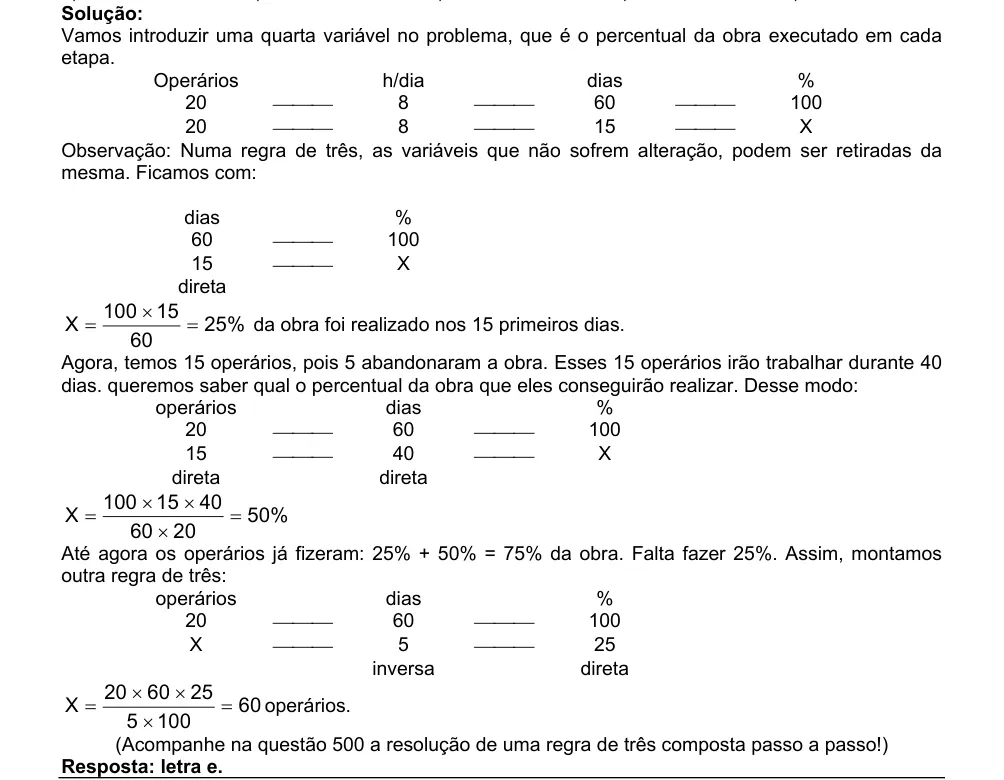 Solução:
Vamos introduzir uma quarta variável no problema, que é o percentual da obra executado em cada
etapa.
Operários h/dia dias %
20 ——— 8 ——— 60 ——— 100
20 ——— 8 ——— 15 ——— X
Observação: Numa regra de três, as variáveis que não sofrem alteração, podem ser retiradas da
mesma. Ficamos com:
dias %
60 ——— 100
15 ——— X
direta
X = (100 × 15)/60 = 25% da obra foi realizado nos 15 primeiros dias.
Agora, temos 15 operários, pois 5 abandonaram a obra. Esses 15 operários irão trabalhar durante 40
dias. queremos saber qual o percentual da obra que eles conseguirão realizar. Desse modo:
operários dias %
20 ——— 60 ——— 100
15 ——— 40 ——— X
direta direta
X = (100 × 15 × 40)/(60 × 20) = 50%
Até agora os operários já fizeram: 25% + 50% = 75% da obra. Falta fazer 25%. Assim, montamos
outra regra de três:
operários dias %
20 ——— 60 ——— 100
X ——— 5 ——— 25
inversa direta
X = (20 × 60 × 25)/(5 × 100) = 60 operários.
(Acompanhe na questão 500 a resolução de uma regra de três composta passo a passo!)
Resposta: letra e.